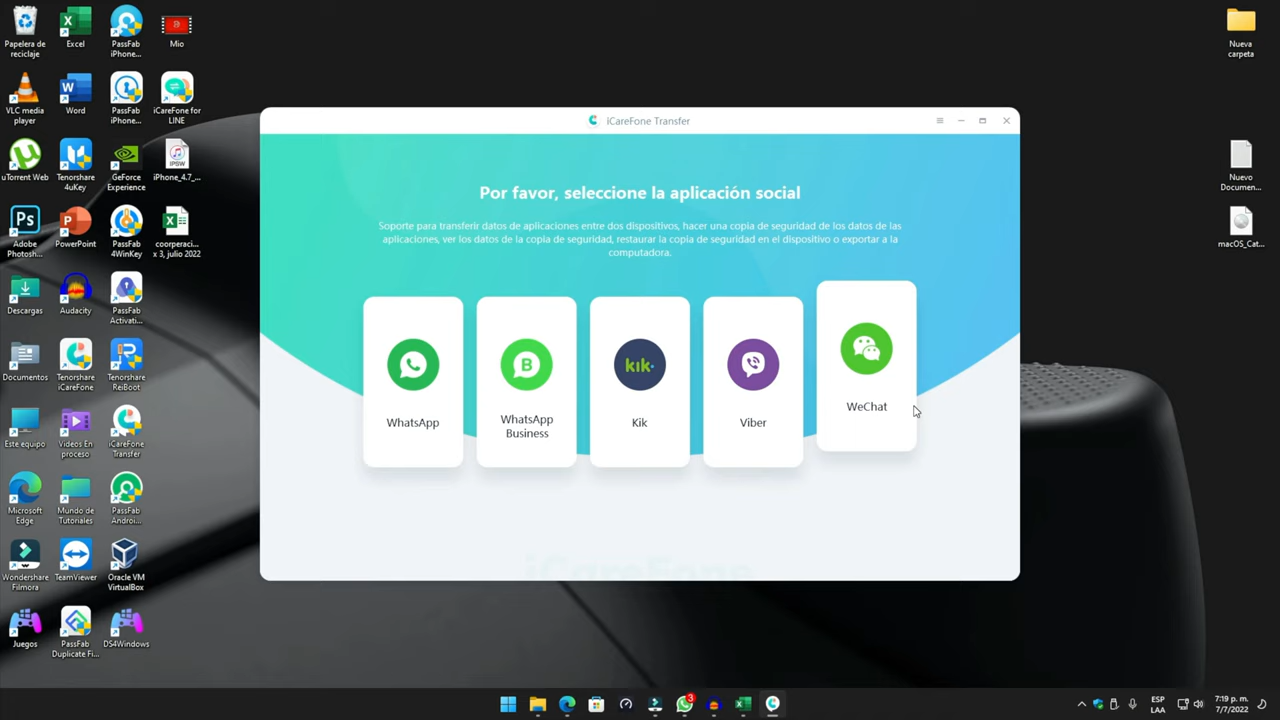 Papelera de
reciclaje
Excel
PassFab
iPhone...
Mio
Nueva
carpeta
VLC media
player
Word
PassFab
iPhone...
iCareFone for
LINE
uTorrent Web
Tenorshare
4uKey
GeForce
Experience
IPSW
iPhone_4.7_...
Nuevo
Documen...
Ps
Adobe
Photosh...
PowerPoint
PassFab
4WinKey
coorperaci...
x 3, julio 2022
macOS_Cat...
Descargas
Audacity
PassFab
Activati...
Documentos
Tenorshare
iCareFone
Tenorshare
ReiBoot
Este equipo
Videos En
proceso
iCareFone
Transfer
Microsoft
Edge
Mundo de
Tutoriales
PassFab
Androi...
Wondershare
Filmora
TeamViewer
Oracle VM
VirtualBox
Juegos
PassFab
Duplicate Fi...
DS4Windows
iCareFone Transfer
Por favor, seleccione la aplicación social
Soporte para transferir datos de aplicaciones entre dos dispositivos, hacer una copia de seguridad de los datos de las
aplicaciones, ver los datos de la copia de seguridad, restaurar la copia de seguridad en el dispositivo o exportar a la
computadora.
WhatsApp
B
WhatsApp
Business
kik.
Kik
Viber
WeChat
iCareFone
3
ESP
LAA
7:19 p. m.
7/7/2022